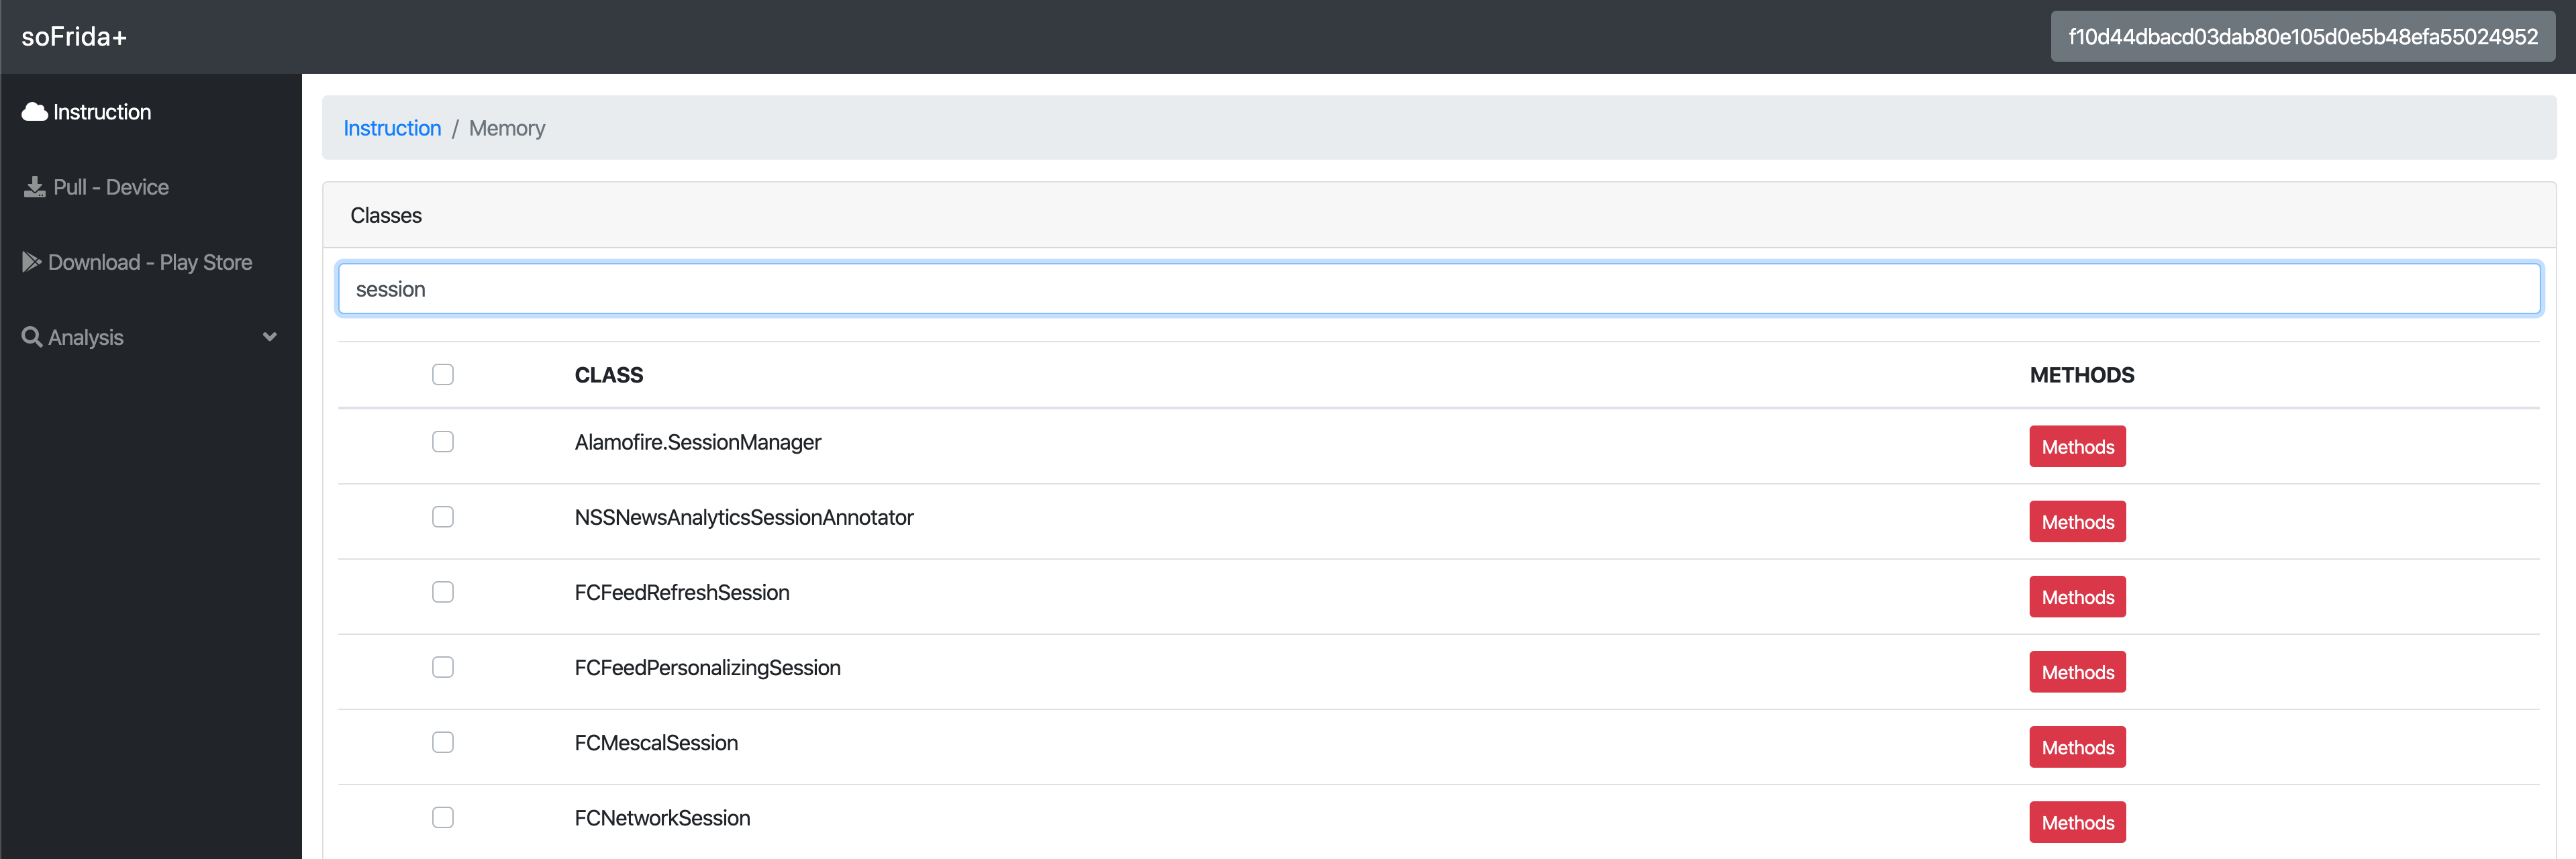 soFrida+
f10d44dbacd03dab80e105d0e5b48efa55024952
Instruction
Pull - Device
Download - Play Store
Analysis
Instruction / Memory
Classes
session
CLASS METHODS
Alamofire.SessionManager Methods
NSSNewsAnalyticsSessionAnnotator Methods
FCFeedRefreshSession Methods
FCFeedPersonalizingSession Methods
FCMescalSession Methods
FCNetworkSession Methods